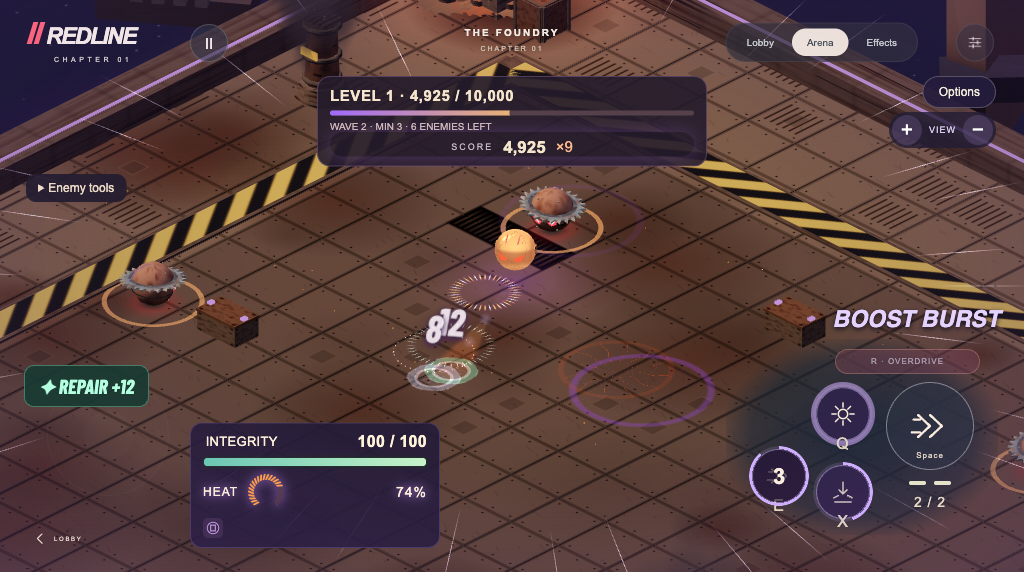 REDLINE
CHAPTER 01
THE FOUNDRY
CHAPTER 01
Lobby
Arena
Effects
Options
+ VIEW −
LEVEL 1 · 4,925 / 10,000
WAVE 2 · MIN 3 · 6 ENEMIES LEFT
SCORE 4,925 ×9
Enemy tools
812
BOOST BURST
R · OVERDRIVE
REPAIR +12
INTEGRITY 100 / 100
HEAT 74%
Q
Space
3
E
X
2 / 2
LOBBY